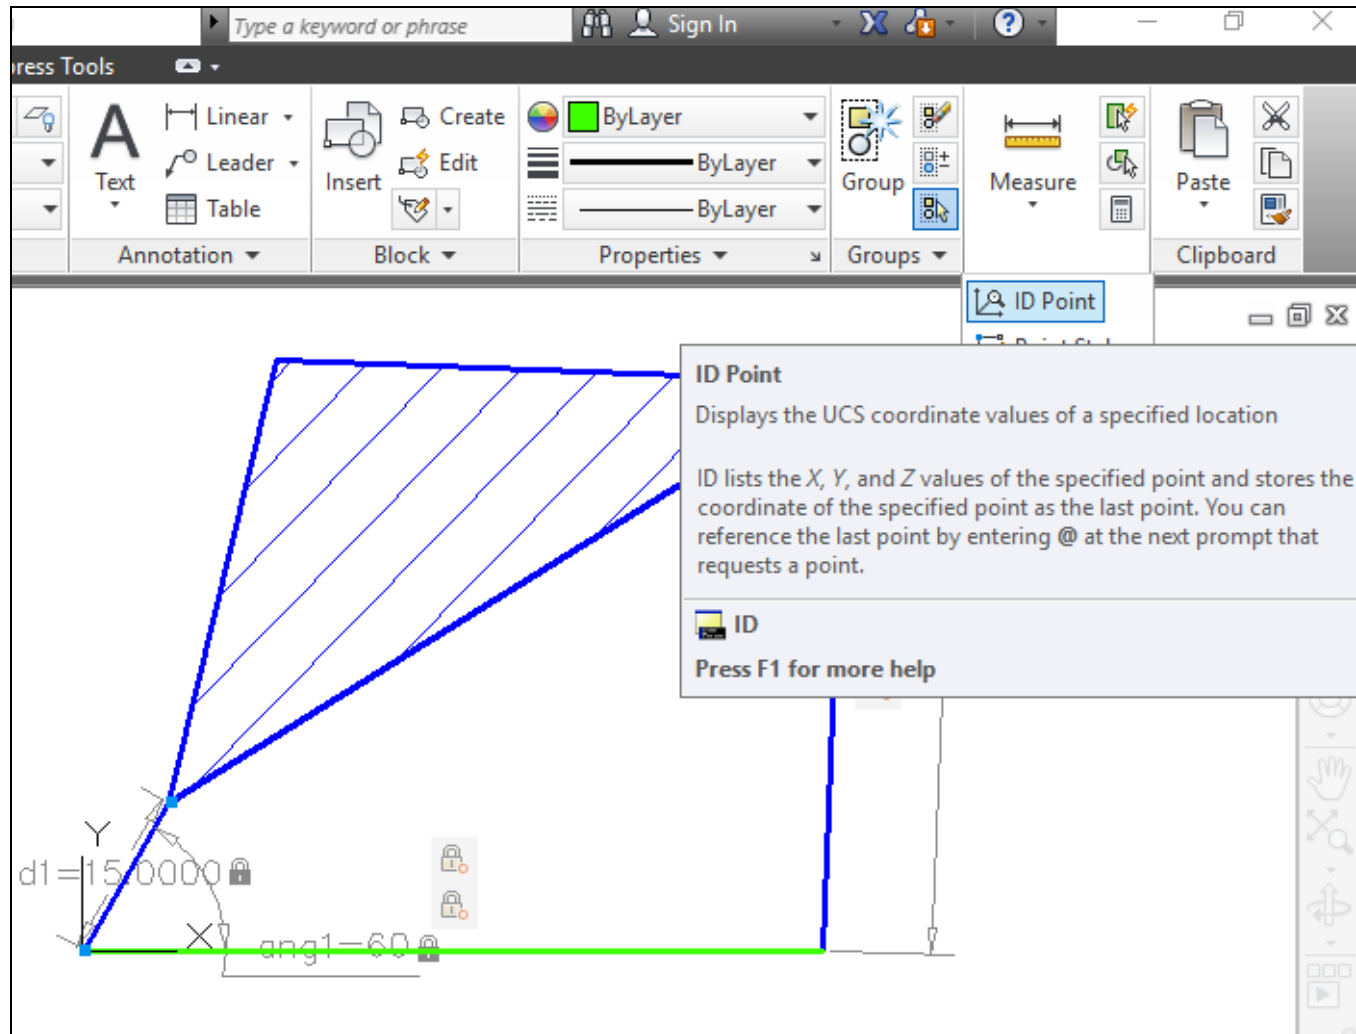 Type a keyword or phrase
Sign In
press Tools
Linear
Create
ByLayer
Leader
Edit
ByLayer
Text
Insert
Group
Measure
Paste
Table
ByLayer
Annotation
Block
Properties
Groups
Clipboard
ID Point
ID Point
Displays the UCS coordinate values of a specified location
ID lists the X, Y, and Z values of the specified point and stores the
coordinate of the specified point as the last point. You can
reference the last point by entering @ at the next prompt that
requests a point.
ID
Press F1 for more help
Y
d1=15.0000
X
ang1=60